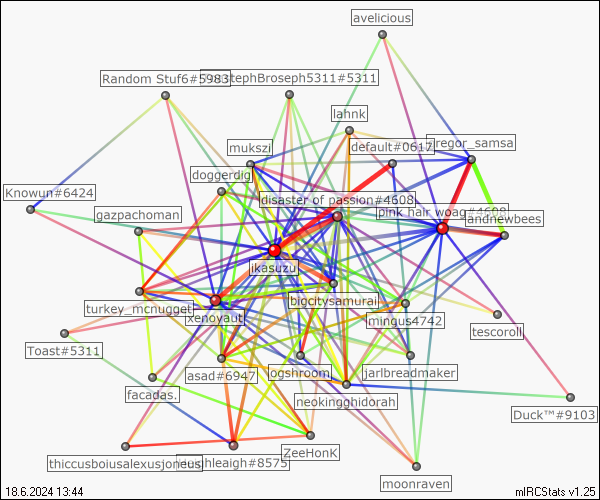 avelicious
Random Stuf6#5983
stephBroseph5311#5311
lahnk
default#0617
gregor_samsa
mukszi
doggerdig
Knowun#6424
disaster of passion#4608
pink hair woag#4608
landnewbees
gazpachoman
ikasuzu
bigcitysamurai
turkey_mcnugget
xenoyaut
mingus4742
tescoroll
Toast#5311
asad#6947
ogshroom
jarlbreadmaker
facadas.
neokingghidorah
Duck™#9103
thiccusboiusalexusjoneus
#8575
ZeeHonK
moonraven
18.6.2024 13:44
mIRCStats v1.25